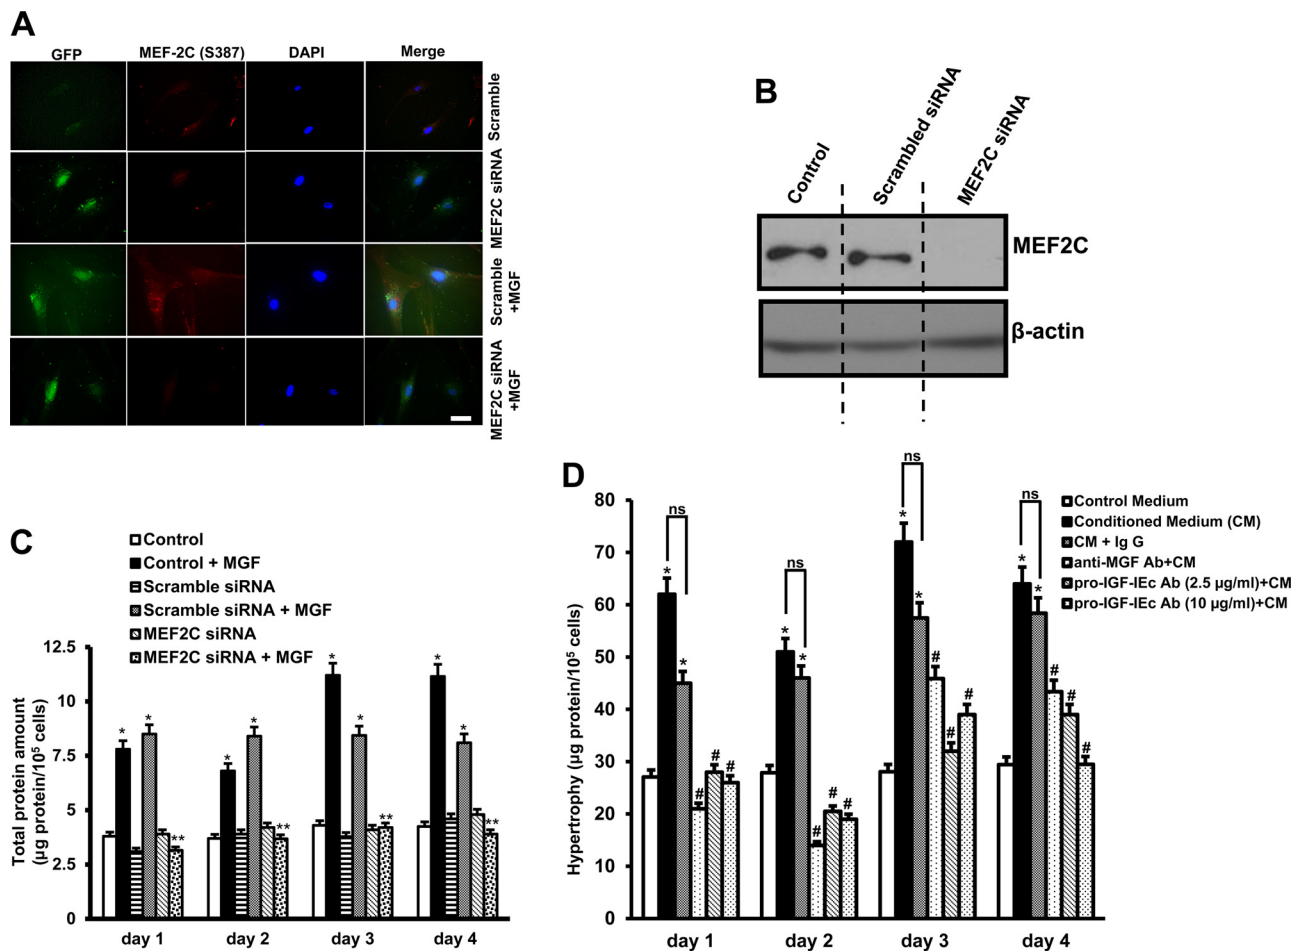 A
GFP
MEF-2C (S387)
DAPI
Merge
Scramble
MEF2C siRNA
Scramble
+MGF
MEF2C siRNA
+MGF
B
Control
Scrambled siRNA
MEF2C siRNA
MEF2C
β-actin
C
Control
Control + MGF
Scramble siRNA
Scramble siRNA + MGF
MEF2C siRNA
MEF2C siRNA + MGF
Total protein amount
(µg protein/10⁵ cells)
12.5
10
7.5
5
2.5
0
* * ** * * ** * * ** * * **
day 1
day 2
day 3
day 4
D
Control Medium
Conditioned Medium (CM)
CM + Ig G
anti-MGF Ab+CM
pro-IGF-IEc Ab (2.5 µg/ml)+CM
pro-IGF-IEc Ab (10 µg/ml)+CM
Hypertrophy (µg protein/10⁵ cells)
80
70
60
50
40
30
20
10
0
ns
ns
ns
ns
* * # # # * * # # # * * # # # * * # # #
day 1
day 2
day 3
day 4